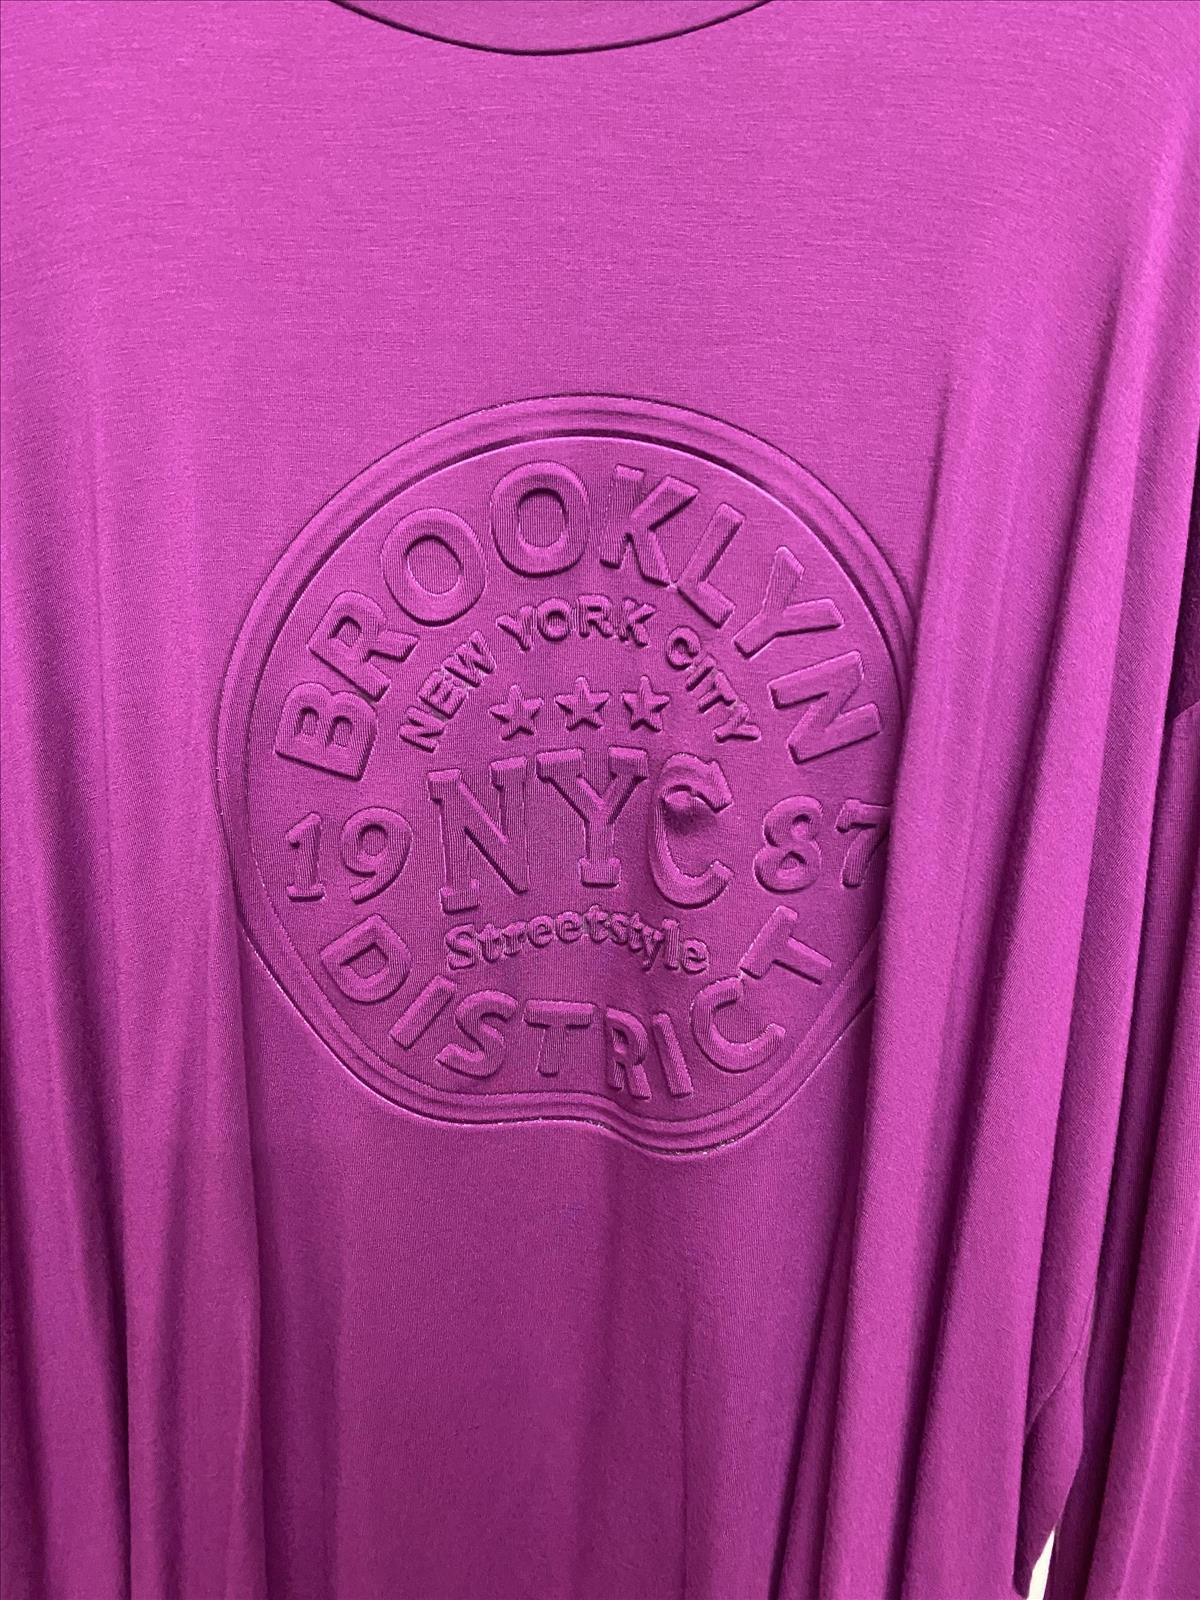 BROOKLYN
NEW YORK CITY
NYC
19 87
Streetstyle
DISTRICT